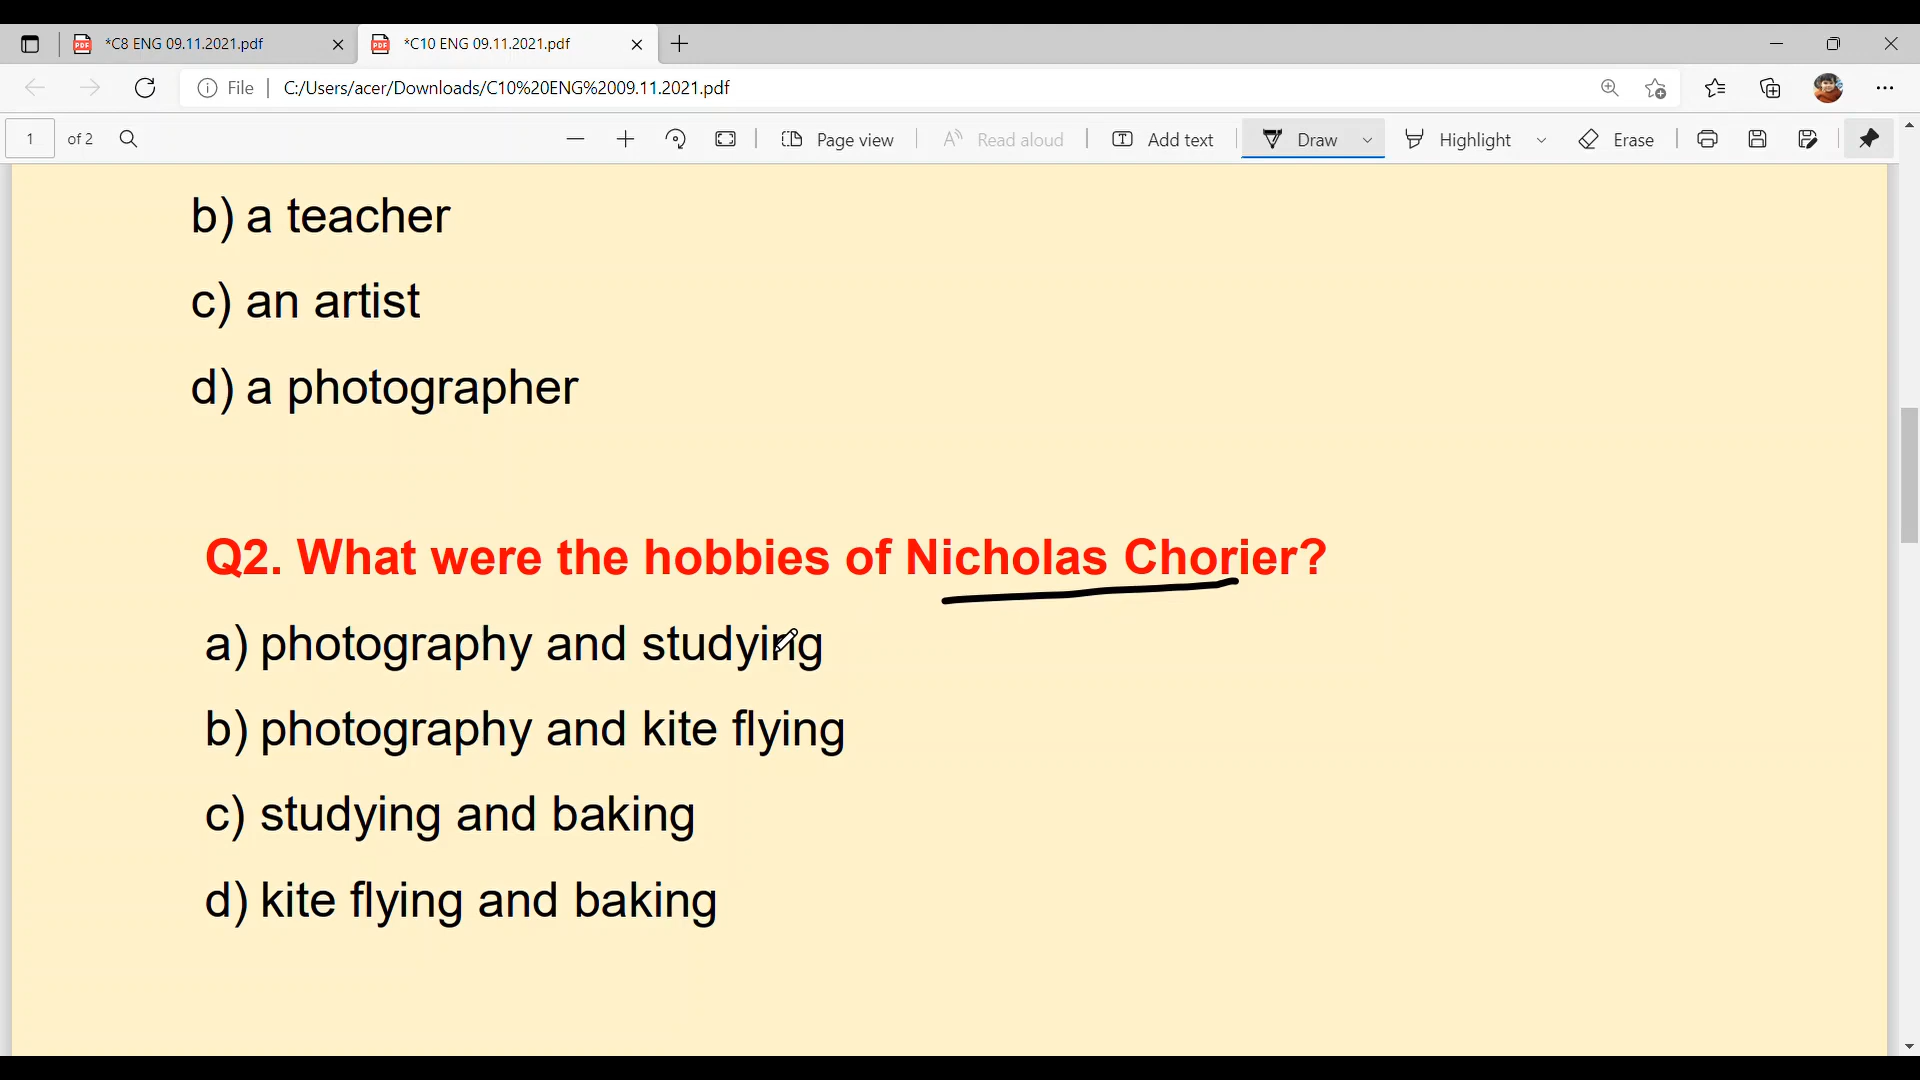 *C8 ENG 09.11.2021.pdf
*C10 ENG 09.11.2021.pdf
File
C:/Users/acer/Downloads/C10%20ENG%2009.11.2021.pdf
1 of 2
Page view
Read aloud
Add text
Draw
Highlight
Erase
b) a teacher
c) an artist
d) a photographer
Q2. What were the hobbies of Nicholas Chorier?
a) photography and studying
b) photography and kite flying
c) studying and baking
d) kite flying and baking